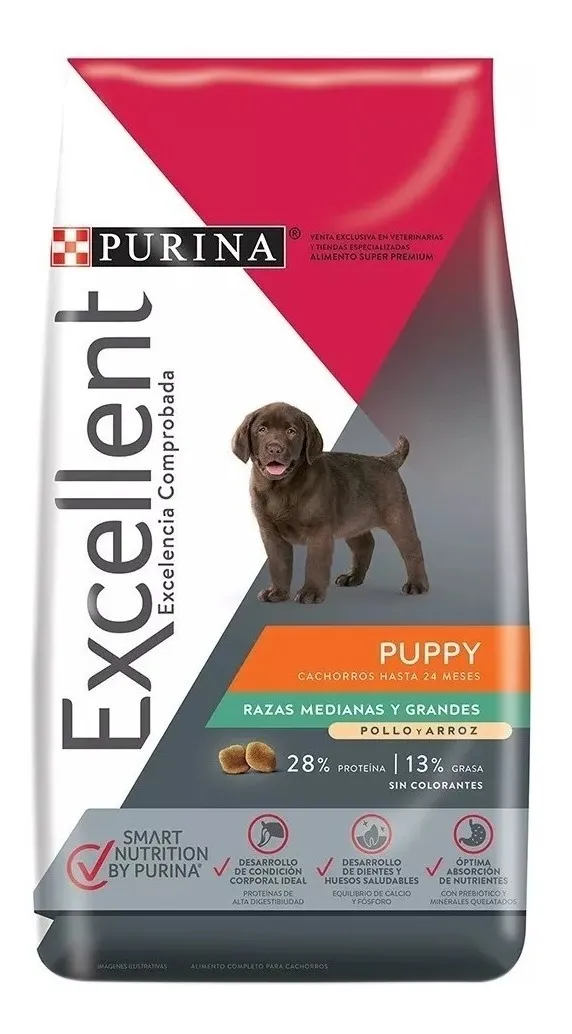 PURINA®
VENTA EXCLUSIVA EN VETERINARIAS
Y TIENDAS ESPECIALIZADAS
ALIMENTO SUPER PREMIUM
Excellent
Excelencia Comprobada
PUPPY
CACHORROS HASTA 24 MESES
RAZAS MEDIANAS Y GRANDES
POLLO Y ARROZ
28% PROTEÍNA | 13% GRASA
SIN COLORANTES
SMART
NUTRITION
BY PURINA®
DESARROLLO
DE CONDICIÓN
CORPORAL IDEAL
PROTEÍNAS DE
ALTA DIGESTIBILIDAD
DESARROLLO
DE DIENTES Y
HUESOS SALUDABLES
EQUILIBRIO DE CALCIO
Y FÓSFORO
ÓPTIMA
ABSORCIÓN
DE NUTRIENTES
CON PREBIÓTICO Y
MINERALES QUELATADOS
IMÁGENES ILUSTRATIVAS
ALIMENTO COMPLETO PARA CACHORROS